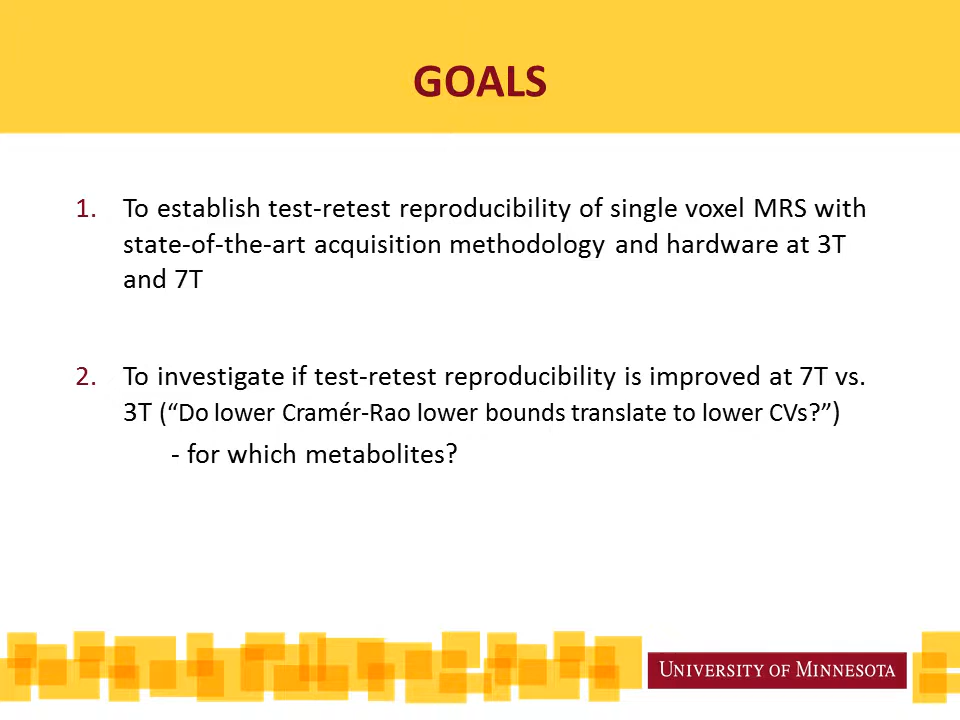 GOALS
1. To establish test-retest reproducibility of single voxel MRS with
state-of-the-art acquisition methodology and hardware at 3T
and 7T
2. To investigate if test-retest reproducibility is improved at 7T vs.
3T (“Do lower Cramér-Rao lower bounds translate to lower CVs?”)
- for which metabolites?
UNIVERSITY OF MINNESOTA